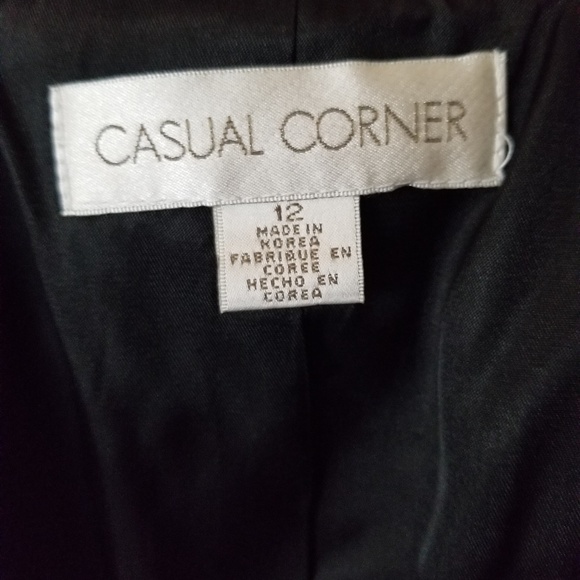 CASUAL CORNER
12
MADE IN
KOREA
FABRIQUE EN
COREE
HECHO EN
COREA